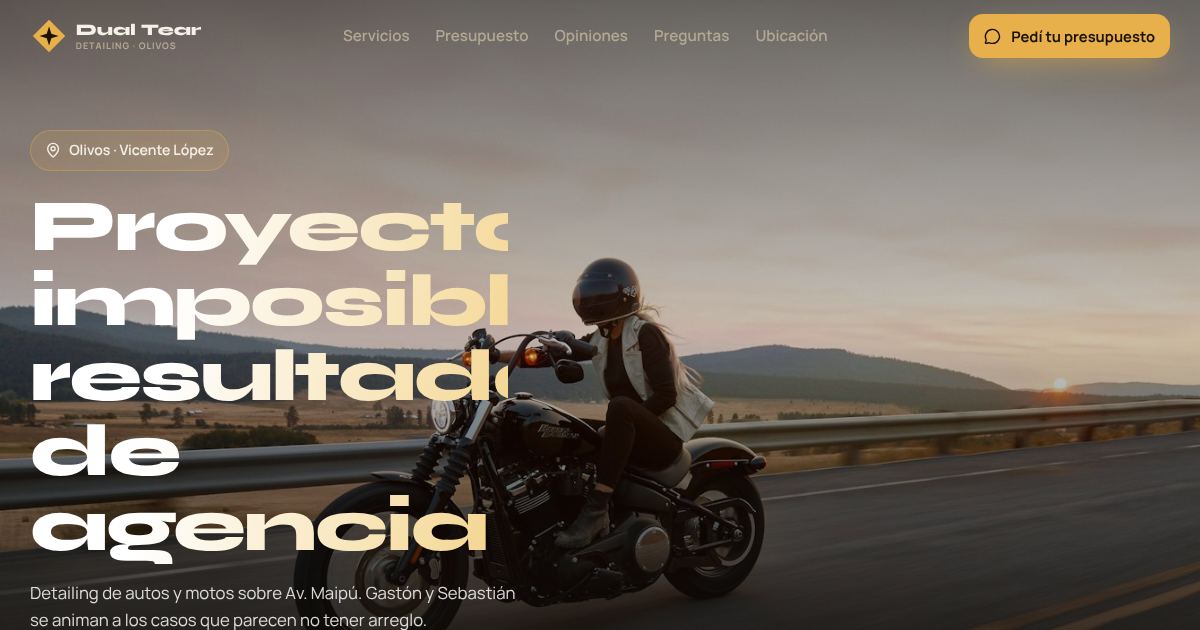 Dual Tear
DETAILING · OLIVOS
Servicios
Presupuesto
Opiniones
Preguntas
Ubicación
Pedí tu presupuesto
Olivos · Vicente López
Proyecto
imposibl
resultado
de
agencia
Detailing de autos y motos sobre Av. Maipú. Gastón y Sebastián
se animan a los casos que parecen no tener arreglo.